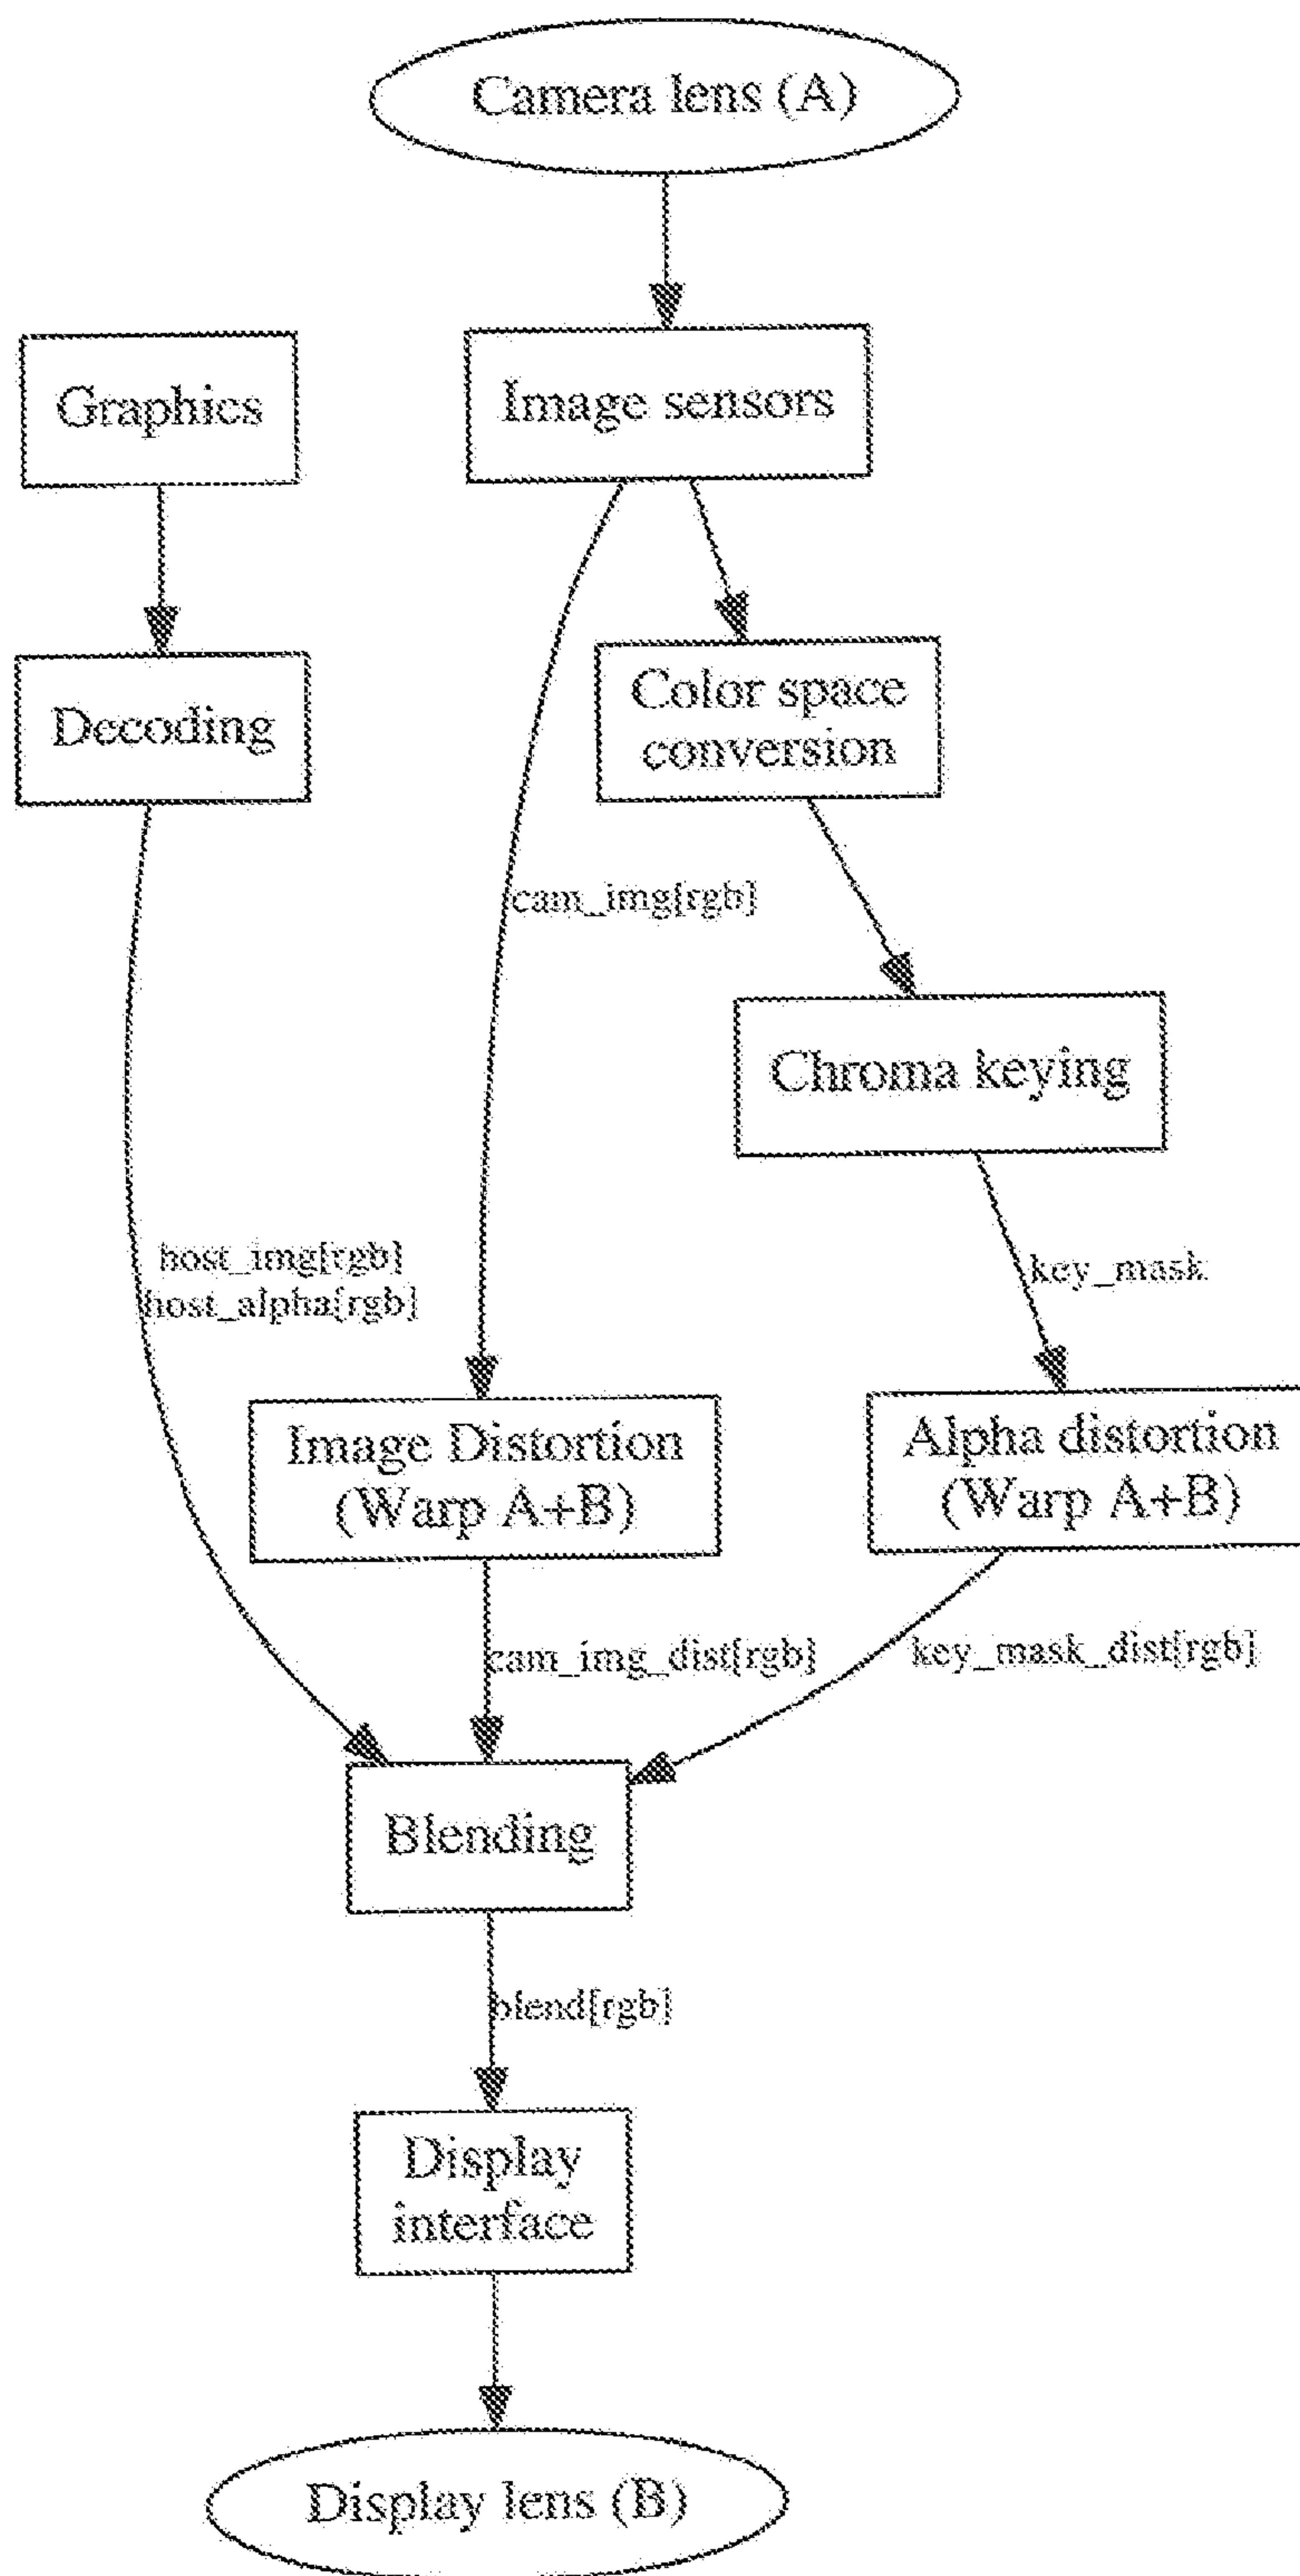 Camera lens (A)
Graphics
Image sensors
Decoding
Color space
conversion
cam_img[rgb]
Chroma keying
host_img[rgb]
host_alpha[rgb]
key_mask
Image Distortion
(Warp A+B)
Alpha distortion
(Warp A+B)
cam_img_dist[rgb]
key_mask_dist[rgb]
Blending
blend[rgb]
Display
interface
Display lens (B)